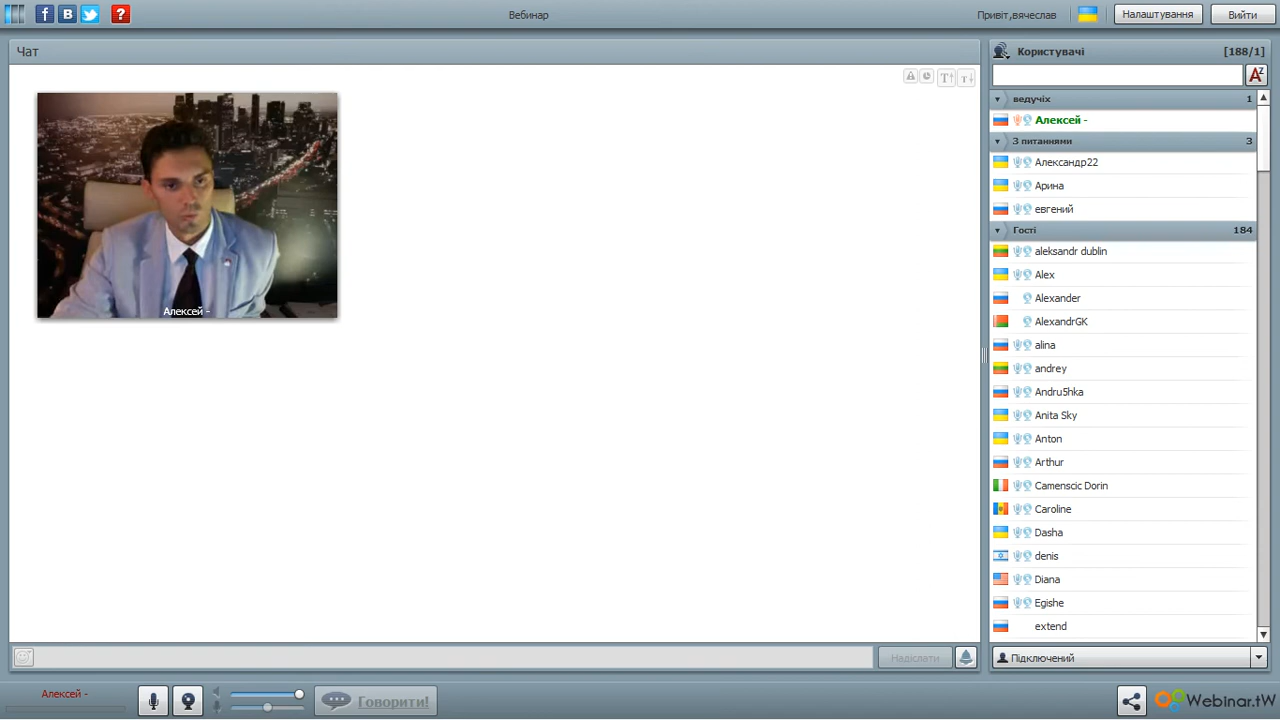 f B ?
Вебинар
Привіт,вячеслав
Налаштування
Вийти
Чат
T T
Алексей -
Користувачі
[188/1]
A Z
ведучіх 1
Алексей -
З питаннями 3
Александр22
Арина
евгений
Гості 184
aleksandr dublin
Alex
Alexander
AlexandrGK
alina
andrey
Andru5hka
Anita Sky
Anton
Arthur
Camenscic Dorin
Caroline
Dasha
denis
Diana
Egishe
extend
Надіслати
Підключений
Алексей -
Говорити!
Webinar.tW